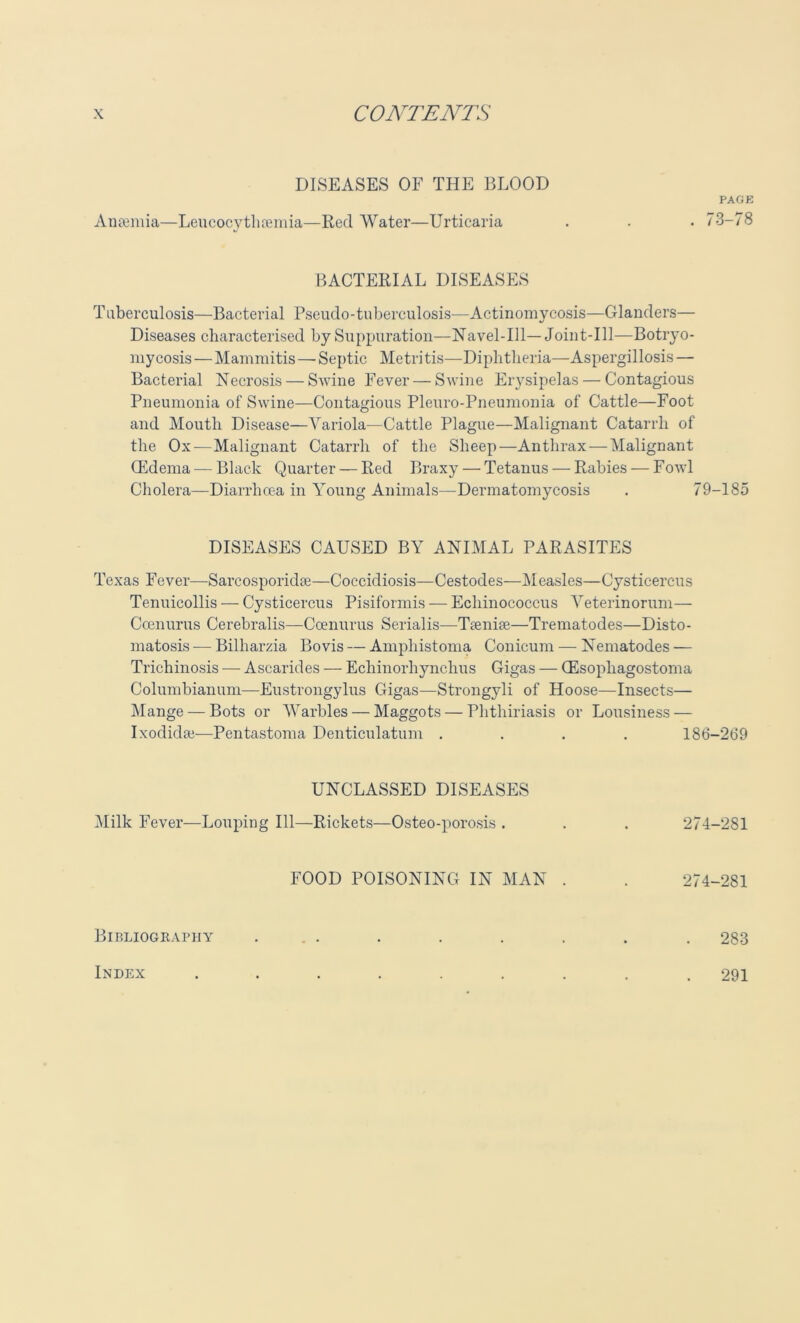 x CONTENTS
DISEASES OF THE BLOOD
PAGE
Anæmia—Leucocythæmia—Red Water—Urticaria . . . 73-78
BACTERIAL DISEASES
Tuberculosis—Bacterial Pseudo-tuberculosis—Actinomycosis—Glanders—
Diseases characterised by Suppuration—Navel-Ill—Joint-Ill—Botryo-
mycosis—Mammitis—Septic Metritis—Diphtheria—Aspergillosis—
Bacterial Necrosis—Swine Fever—Swine Erysipelas—Contagious
Pneumonia of Swine—Contagious Pleuro-Pneumonia of Cattle—Foot
and Mouth Disease—Variola—Cattle Plague—Malignant Catarrh of
the Ox—Malignant Catarrh of the Sheep—Anthrax—Malignant
Œdema—Black Quarter—Red Braxy—Tetanus—Rabies—Fowl
Cholera—Diarrhœa in Young Animals—Dermatomycosis . 79-185
DISEASES CAUSED BY ANIMAL PARASITES
Texas Fever—Sarcosporidæ—Coccidiosis—Cestodes—Measles—Cysticercus
Tenuicollis—Cysticercus Pisiformis—Echinococcus Veterinorum—
Cœnurus Cerebralis—Cœnurus Serialis—Tæniæ—Trematodes—Disto-
matosis—Bilharzia Bovis—Amphistoma Conicum—Nematodes—
Trichinosis—Ascarides—Echinorhynchus Gigas—Œsophagostoma
Columbianum—Eustrongylus Gigas—Strongyli of Hoose—Insects—
Mange—Bots or Warbles—Maggots—Phthiriasis or Lousiness—
Ixodidæ—Pentastoma Denticulatum . . . . 186-269
UNCLASSED DISEASES
Milk Fever—Louping Ill—Rickets—Osteo-porosis . . . 274-281
FOOD POISONING IN MAN . . 274-281
BIBLIOGRAPHY . . . . . . . . . 283
INDEX . . . . . . . . . 291